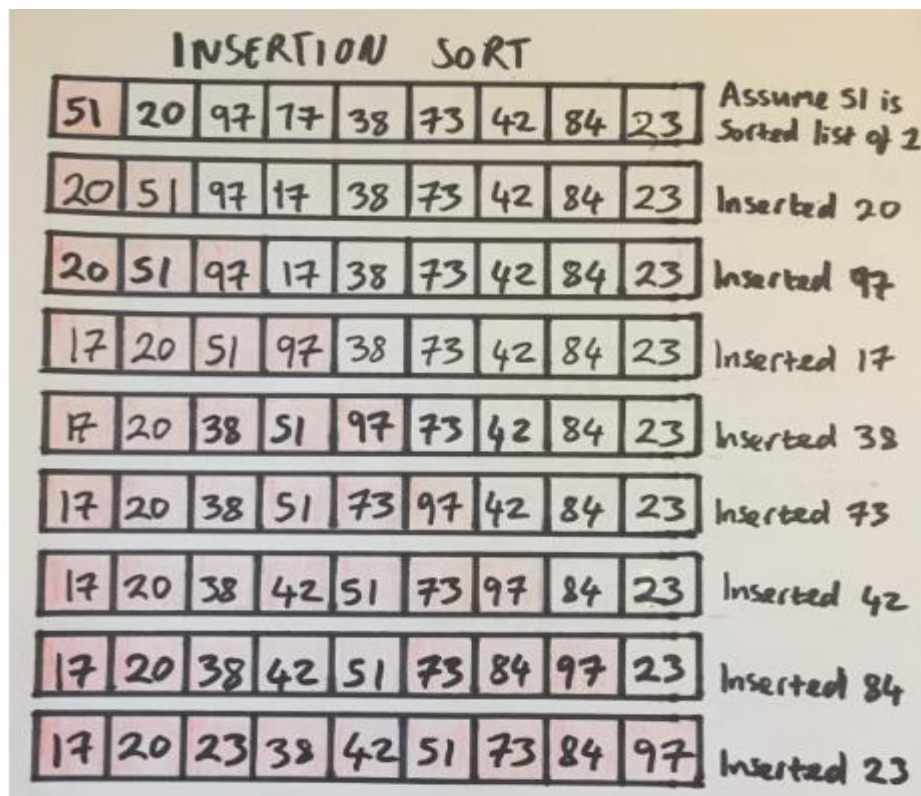 INSERTION SORT
51 20 97 17 38 73 42 84 23 Assume 51 is
Sorted list of 1
20 51 97 17 38 73 42 84 23 Inserted 20
20 51 97 17 38 73 42 84 23 Inserted 97
17 20 51 97 38 73 42 84 23 Inserted 17
17 20 38 51 97 73 42 84 23 Inserted 38
17 20 38 51 73 97 42 84 23 Inserted 73
17 20 38 42 51 73 97 84 23 Inserted 42
17 20 38 42 51 73 84 97 23 Inserted 84
17 20 23 38 42 51 73 84 97 Inserted 23